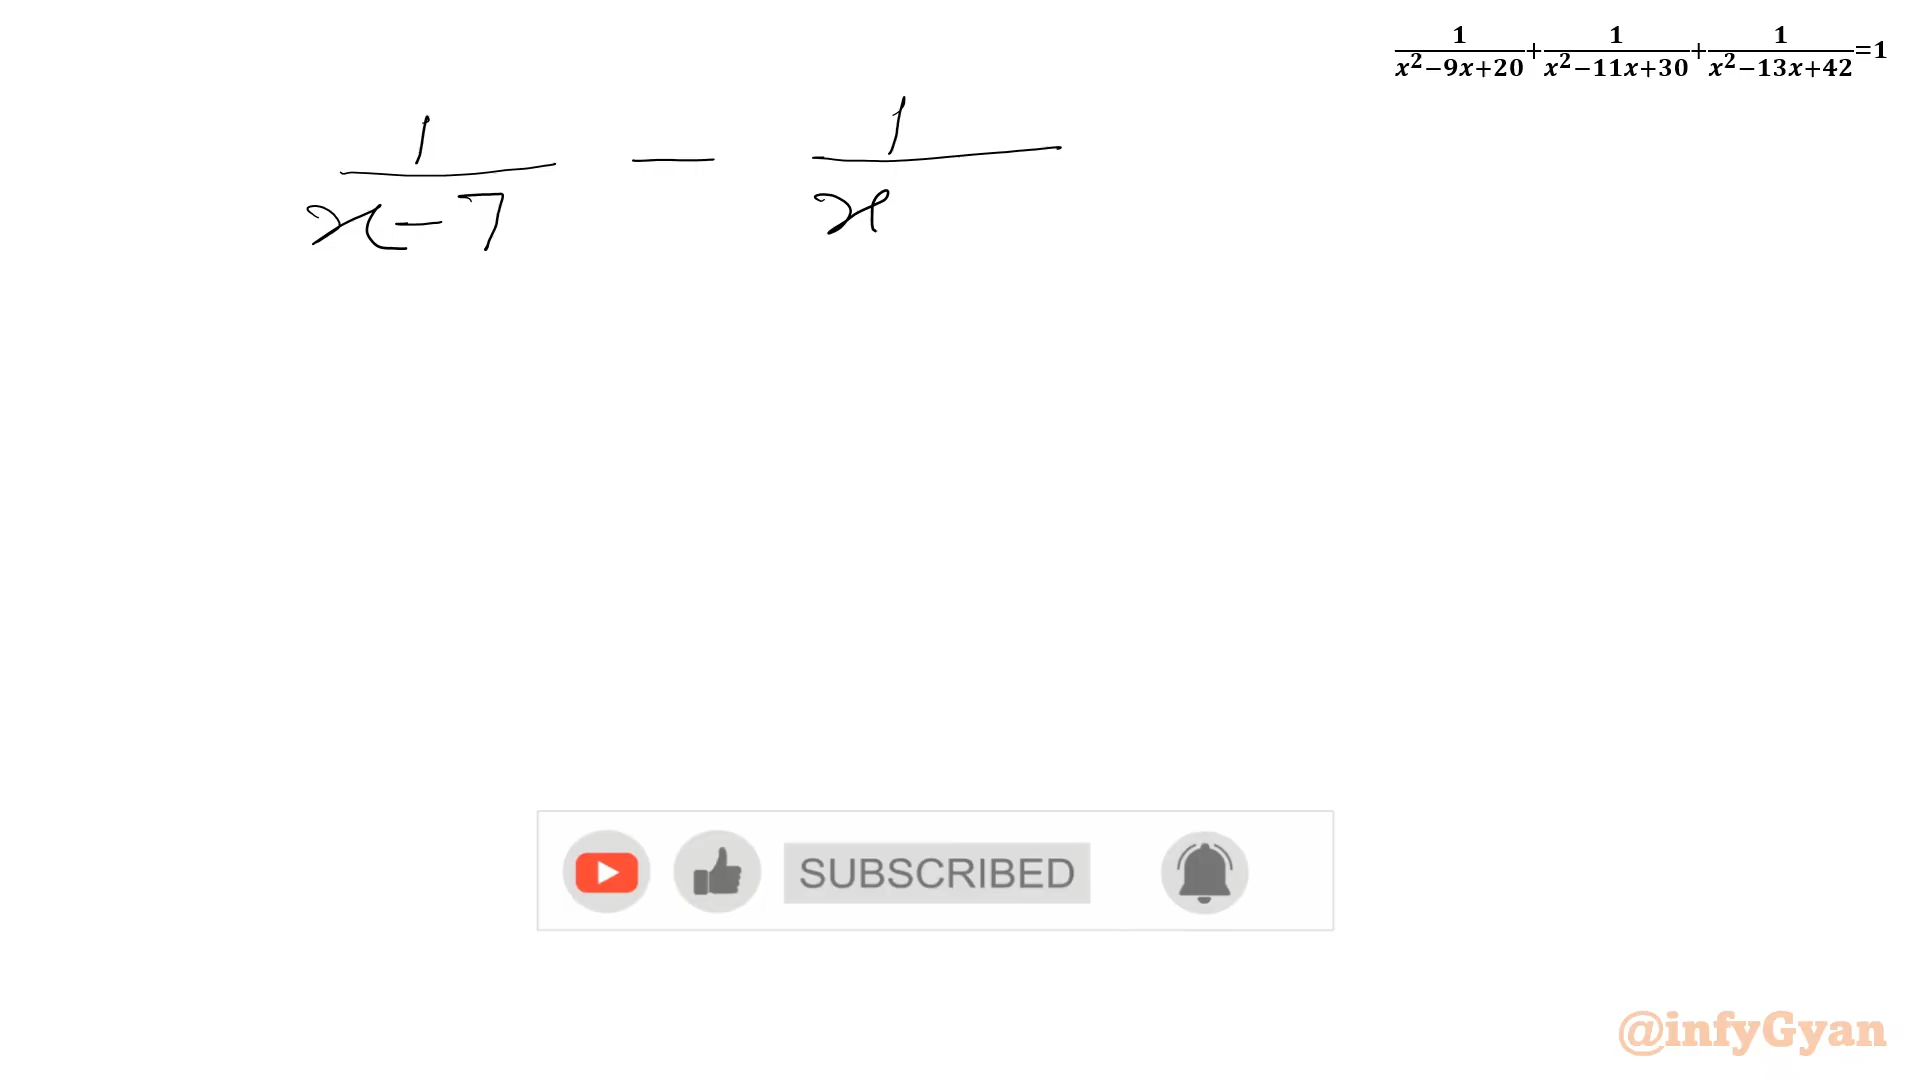 1/(x²−9x+20) + 1/(x²−11x+30) + 1/(x²−13x+42) = 1
1/(x−7) − 1/x
SUBSCRIBED
@infyGyan